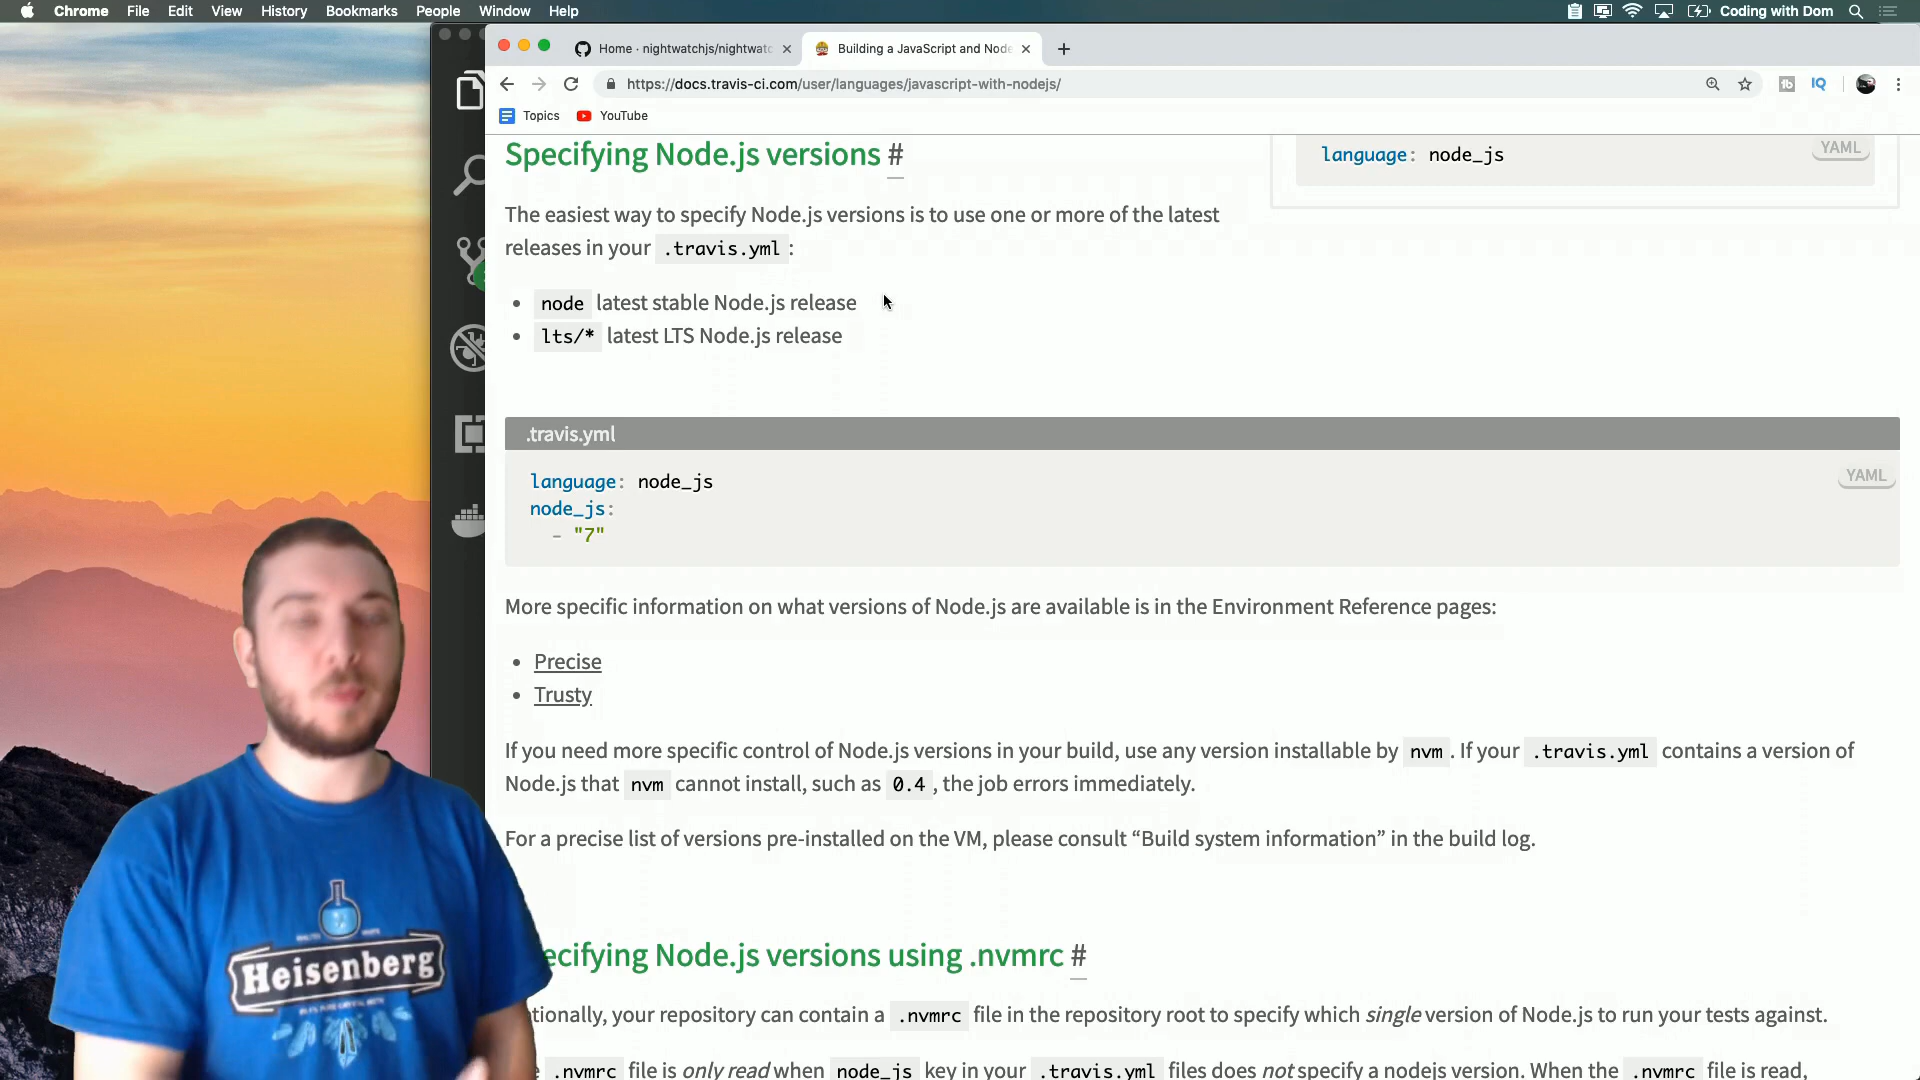 Chrome File Edit View History Bookmarks People Window Help
Coding with Dom
Home · nightwatchjs/nightwatc
Building a JavaScript and Node
https://docs.travis-ci.com/user/languages/javascript-with-nodejs/
IQ
Topics YouTube
Specifying Node.js versions #
language: node_js
YAML
The easiest way to specify Node.js versions is to use one or more of the latest
releases in your .travis.yml :
node latest stable Node.js release
lts/* latest LTS Node.js release
.travis.yml
language: node_js
YAML
node_js:
- "7"
More specific information on what versions of Node.js are available is in the Environment Reference pages:
Precise
Trusty
If you need more specific control of Node.js versions in your build, use any version installable by nvm . If your .travis.yml contains a version of
Node.js that nvm cannot install, such as 0.4 , the job errors immediately.
For a precise list of versions pre-installed on the VM, please consult “Build system information” in the build log.
ecifying Node.js versions using .nvmrc #
tionally, your repository can contain a .nvmrc file in the repository root to specify which single version of Node.js to run your tests against.
.nvmrc file is only read when node_js key in your .travis.yml files does not specify a nodejs version. When the .nvmrc file is read,
Heisenberg